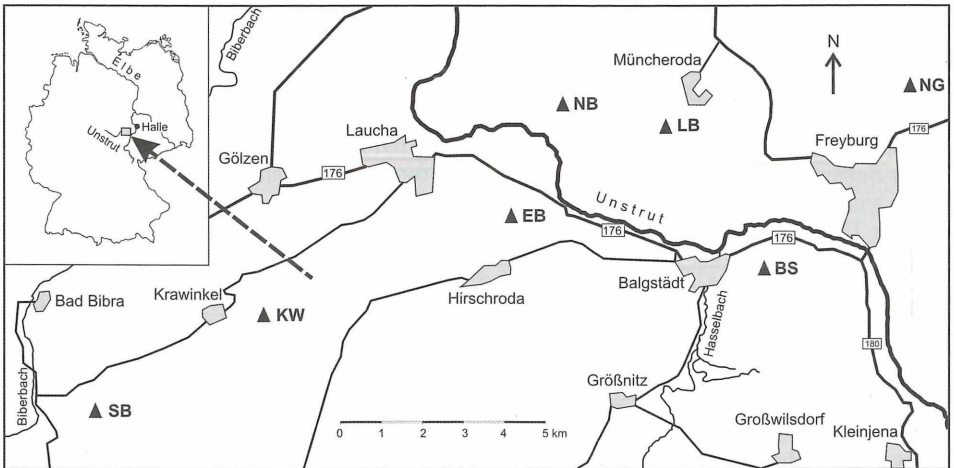 Elbe
Halle
Unstrut
Biberbach
Müncheroda
N
NG
NB
LB
176
Freyburg
Laucha
Gölzen
176
EB
Unstrut
176
176
BS
Balgstädt
Hirschroda
Bad Bibra
Krawinkel
KW
Hasselbach
180
Biberbach
SB
Größnitz
Großwilsdorf
Kleinjena
0 1 2 3 4 5 km